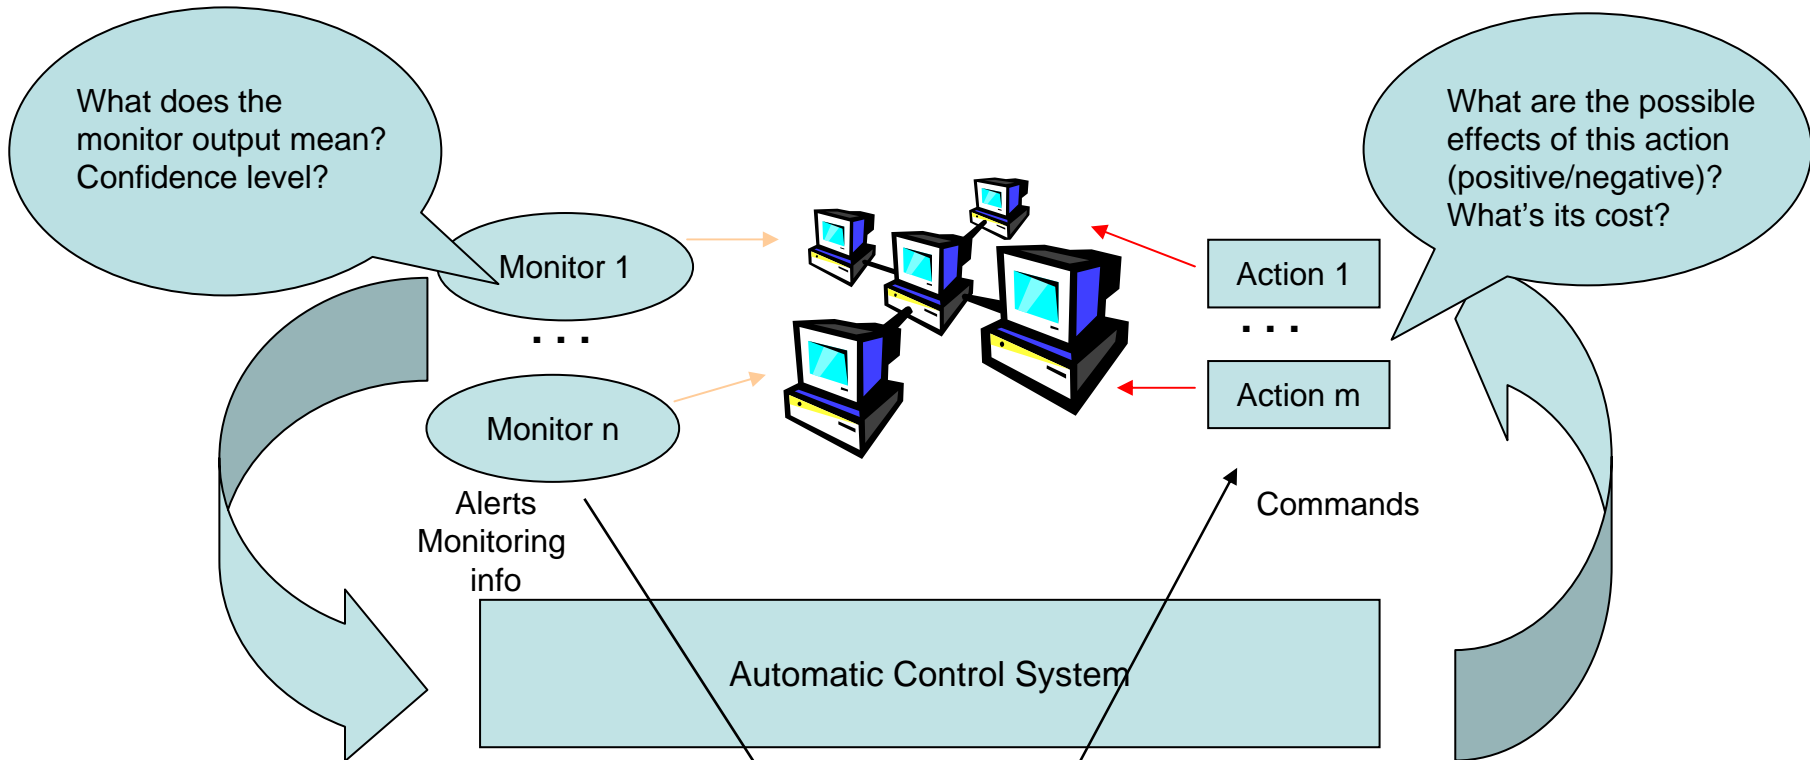 What does the
monitor output mean?
Confidence level?
What are the possible
effects of this action
(positive/negative)?
What's its cost?
Monitor 1
. . .
Monitor n
Action 1
. . .
Action m
Alerts
Monitoring
info
Commands
Automatic Control System